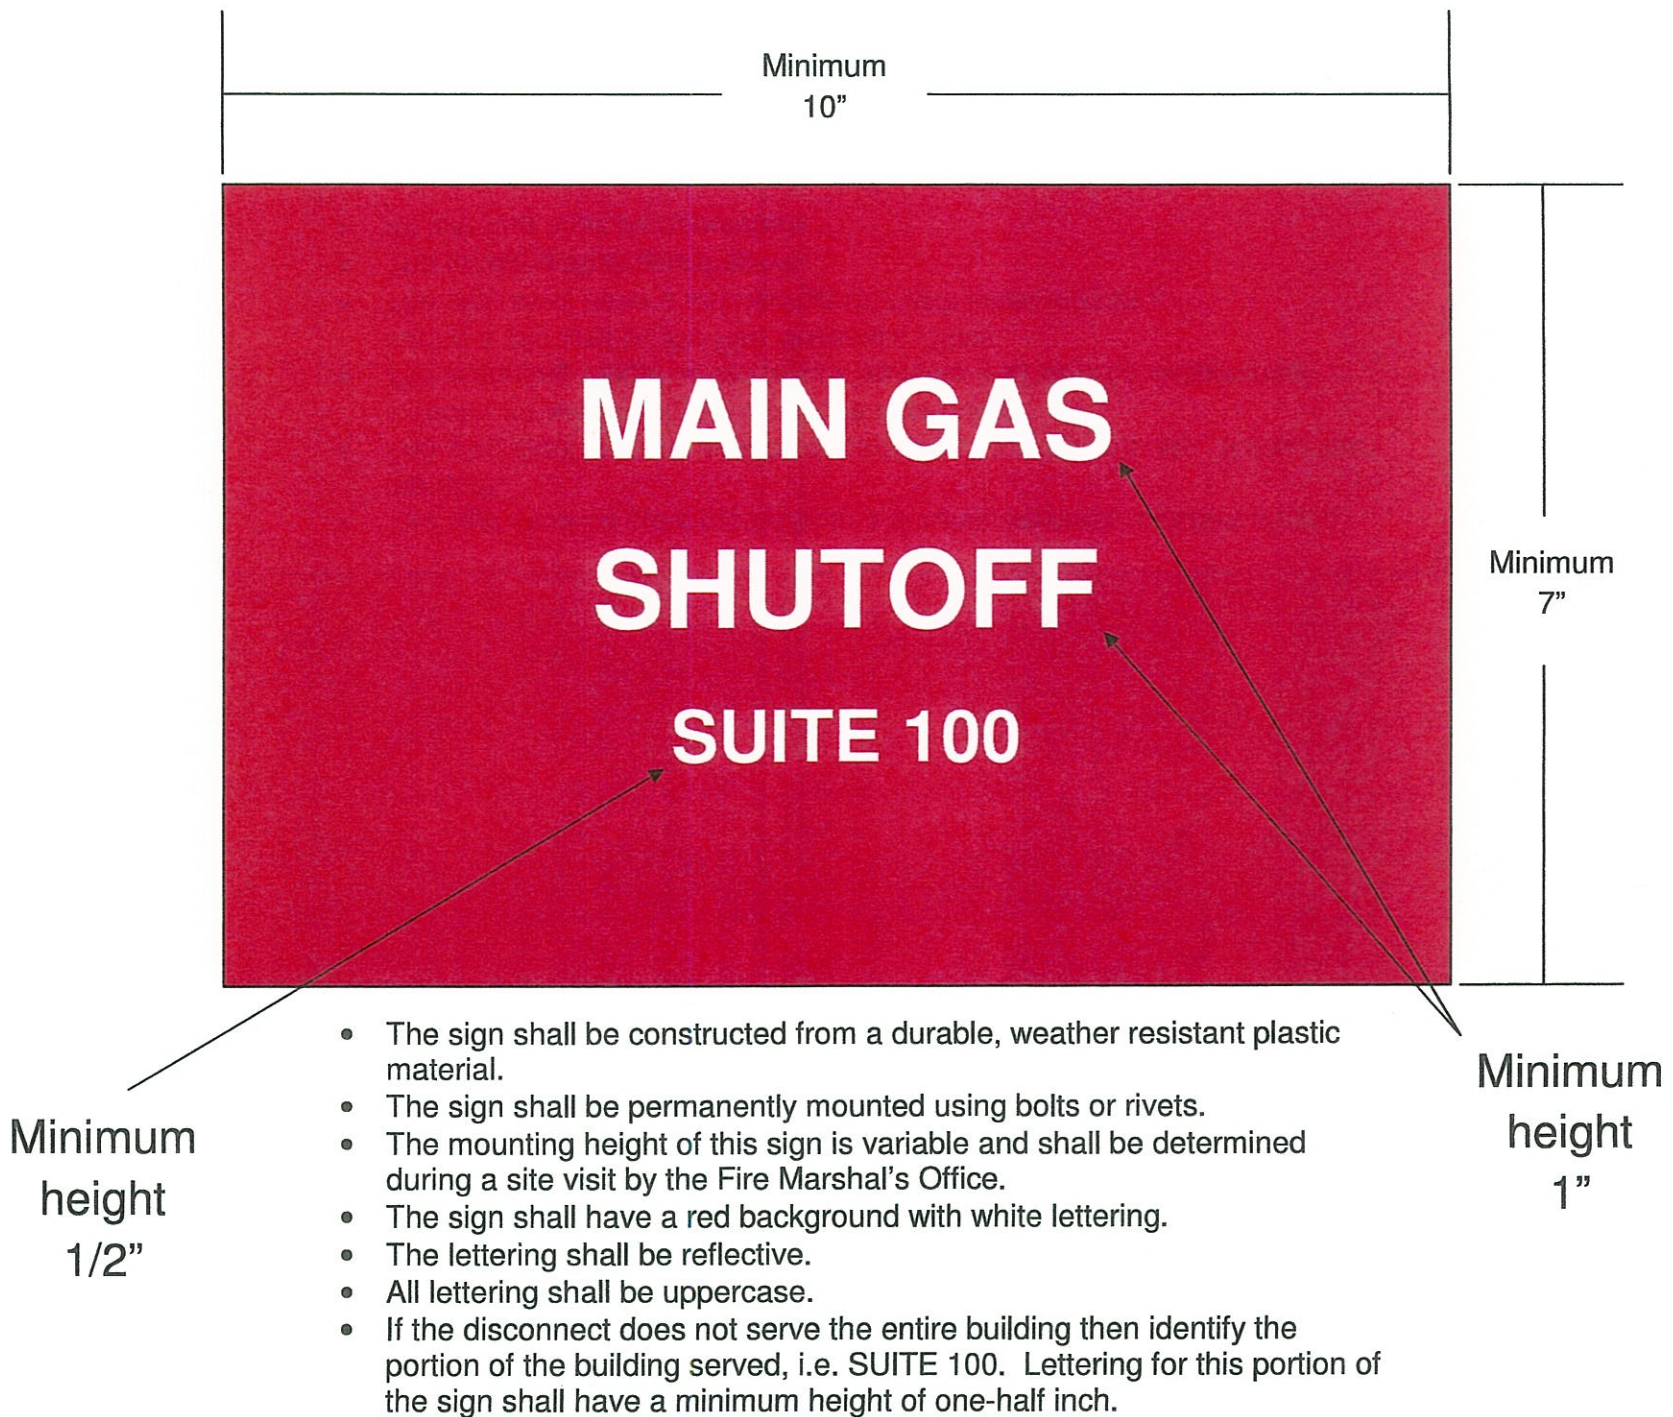 Minimum
10”
MAIN GAS
SHUTOFF
SUITE 100
Minimum
7”
• The sign shall be constructed from a durable, weather resistant plastic
material.
• The sign shall be permanently mounted using bolts or rivets.
• The mounting height of this sign is variable and shall be determined
during a site visit by the Fire Marshal's Office.
• The sign shall have a red background with white lettering.
• The lettering shall be reflective.
• All lettering shall be uppercase.
• If the disconnect does not serve the entire building then identify the
portion of the building served, i.e. SUITE 100. Lettering for this portion of
the sign shall have a minimum height of one-half inch.
Minimum
height
1/2”
Minimum
height
1”